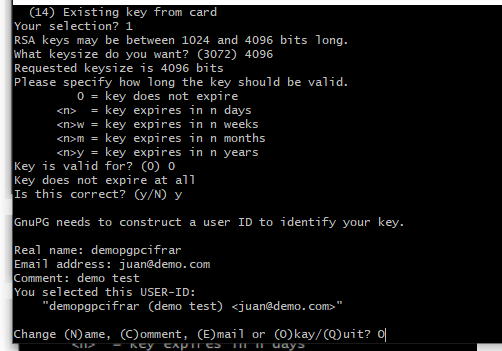 (14) Existing key from card
Your selection? 1
RSA keys may be between 1024 and 4096 bits long.
What keysize do you want? (3072) 4096
Requested keysize is 4096 bits
Please specify how long the key should be valid.
0 = key does not expire
<n>  = key expires in n days
<n>w = key expires in n weeks
<n>m = key expires in n months
<n>y = key expires in n years
Key is valid for? (0) 0
Key does not expire at all
Is this correct? (y/N) y
GnuPG needs to construct a user ID to identify your key.
Real name: demopgpcifrar
Email address: juan@demo.com
Comment: demo test
You selected this USER-ID:
"demopgpcifrar (demo test) <juan@demo.com>"
Change (N)ame, (C)omment, (E)mail or (O)kay/(Q)uit? O
<n>  = key expires in n days